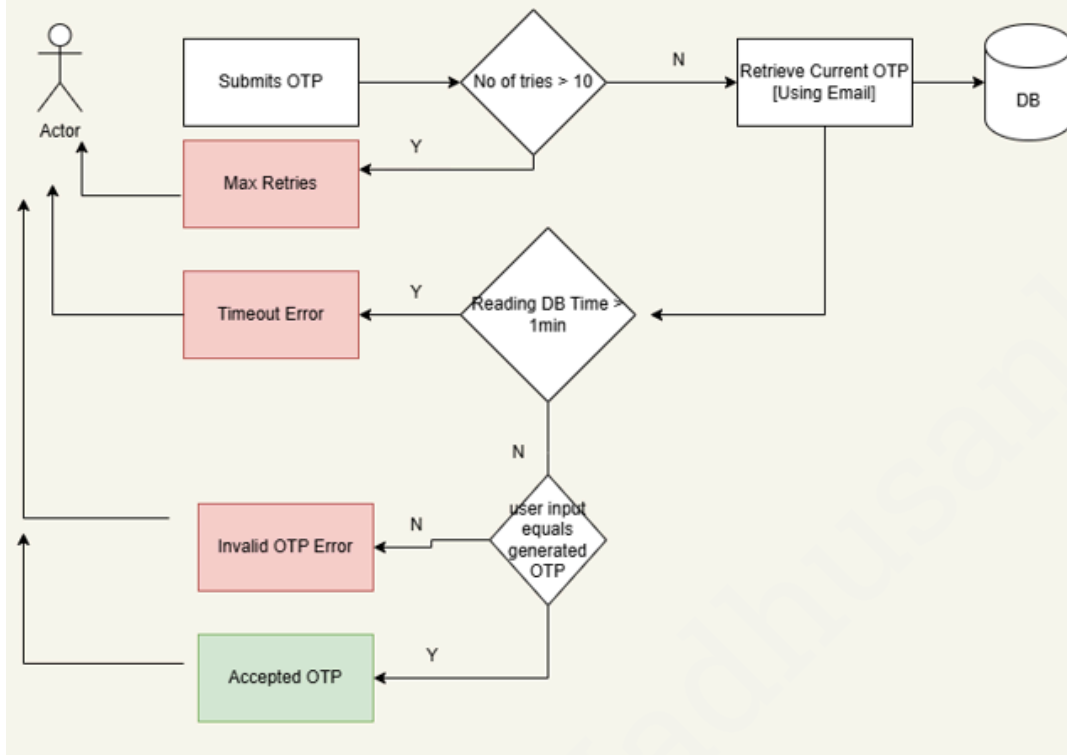 Actor
Submits OTP
No of tries > 10
N
Retrieve Current OTP
[Using Email]
DB
Y
Max Retries
Y
Timeout Error
Reading DB Time >
1min
N
user input
equals
generated
OTP
N
Invalid OTP Error
Y
Accepted OTP